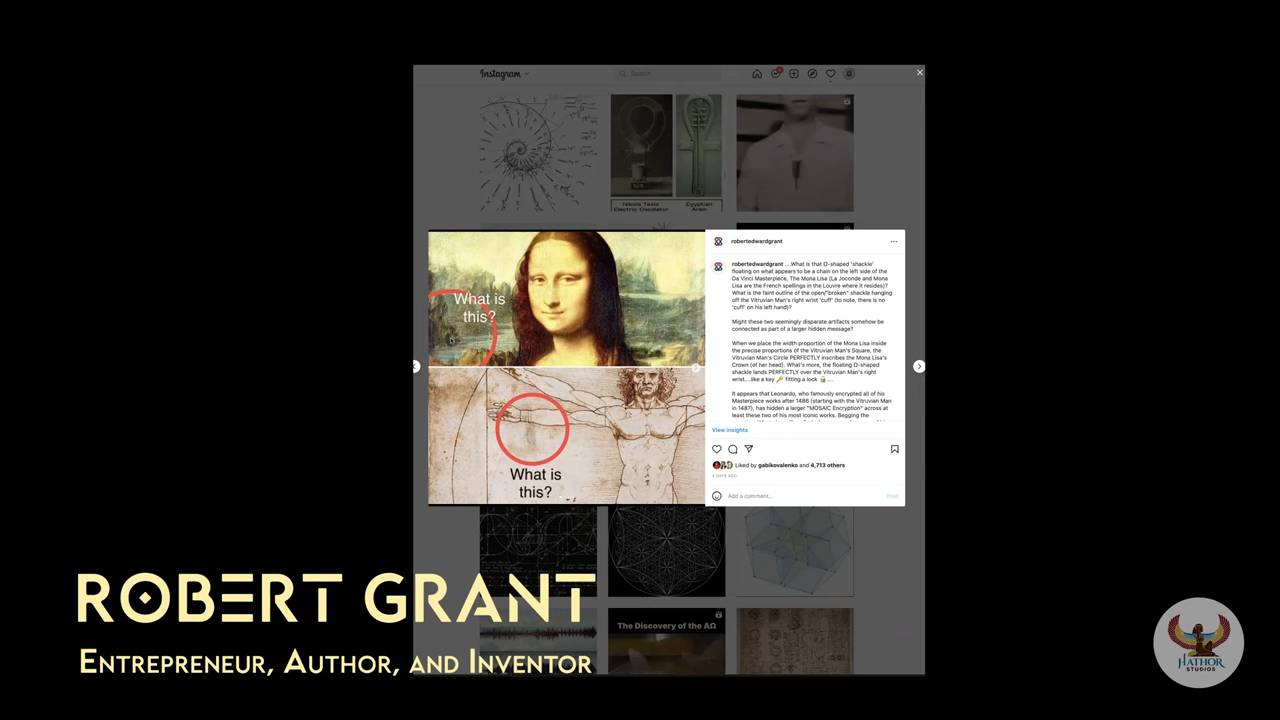 Instagram
Search
Nikola Tesla
Electric Oscillator
Egyptian
Ankh
What is
this?
What is
this?
robertedwardgrant
robertedwardgrant ....What is that Ω-shaped 'shackle'
floating on what appears to be a chain on the left side of the
Da Vinci Masterpiece, The Mona Lisa (La Joconde and Mona
Lisa are the French spellings in the Louvre where it resides)?
What is the faint outline of the open/"broken" shackle hanging
off the Vitruvian Man's right wrist 'cuff' (to note, there is no
'cuff' on his left hand)?
Might these two seemingly disparate artifacts somehow be
connected as part of a larger hidden message?
When we place the width proportion of the Mona Lisa inside
the precise proportions of the Vitruvian Man's Square, the
Vitruvian Man's Circle PERFECTLY inscribes the Mona Lisa's
Crown (of her head). What's more, the floating Ω-shaped
shackle lands PERFECTLY over the Vitruvian Man's right
wrist....like a key 🔑 fitting a lock 🔒....
It appears that Leonardo, who famously encrypted all of his
Masterpiece works after 1486 (starting with the Vitruvian Man
in 1487), has hidden a larger "MOSAIC Encryption" across at
least these two of his most iconic works. Begging the
View insights
Liked by gabikovalenko and 4,713 others
4 DAYS AGO
Add a comment...
Post
The Discovery of the AΩ
ROBERT GRANT
ENTREPRENEUR, AUTHOR, AND INVENTOR
HATHOR
STUDIOS